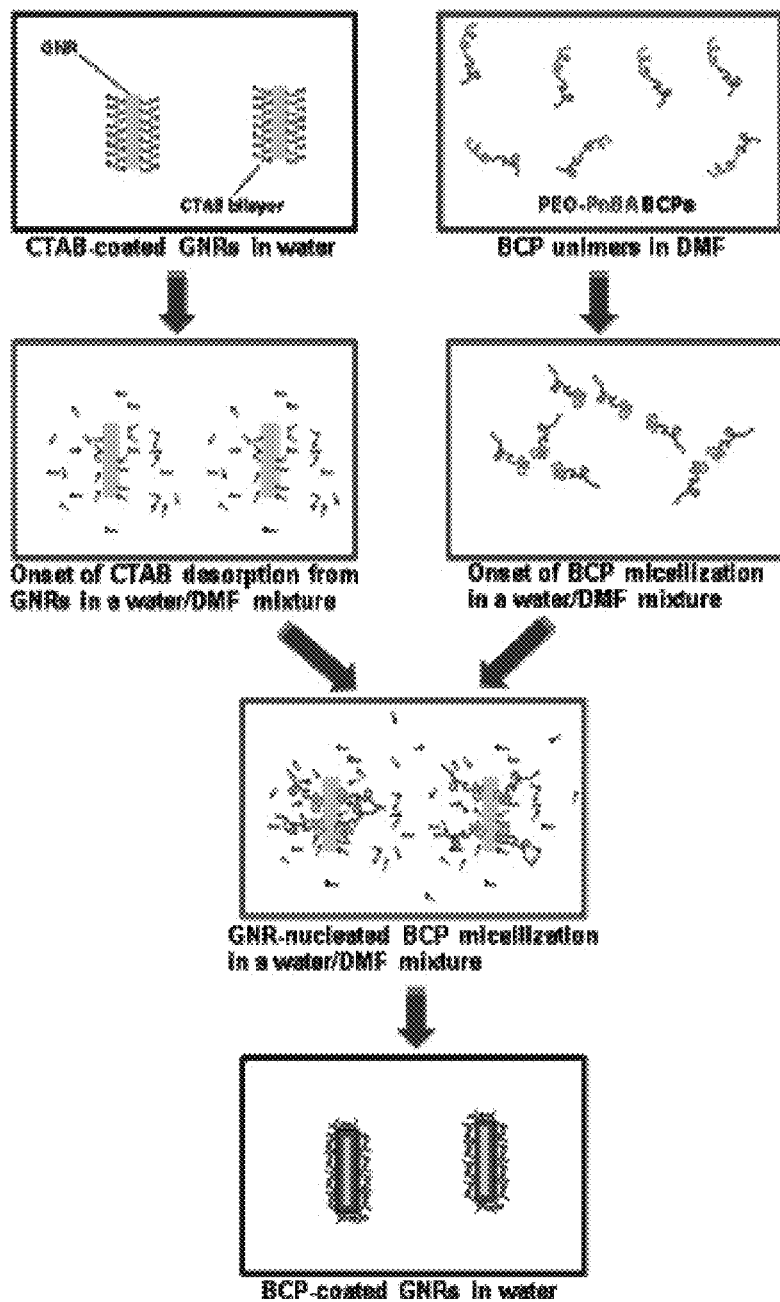 GNR
CTAB bilayer
CTAB-coated GNRs in water
PEO-PnBA BCPs
BCP unimers in DMF
Onset of CTAB desorption from
GNRs in a water/DMF mixture
Onset of BCP micellization
in a water/DMF mixture
GNR-nucleated BCP micellization
in a water/DMF mixture
BCP-coated GNRs in water